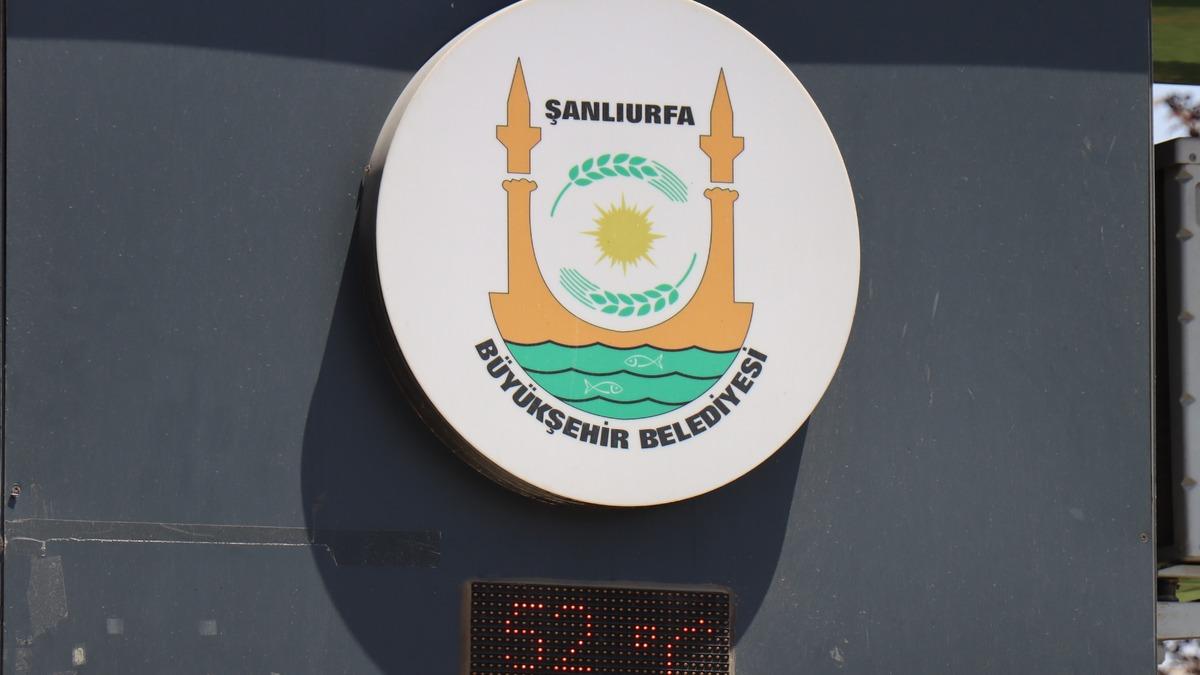 ŞANLIURFA
BÜYÜKŞEHİR BELEDİYESİ
52 °C